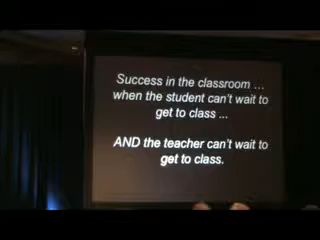 Success in the classroom ...
when the student can't wait to
get to class ...
AND the teacher can't wait to
get to class.